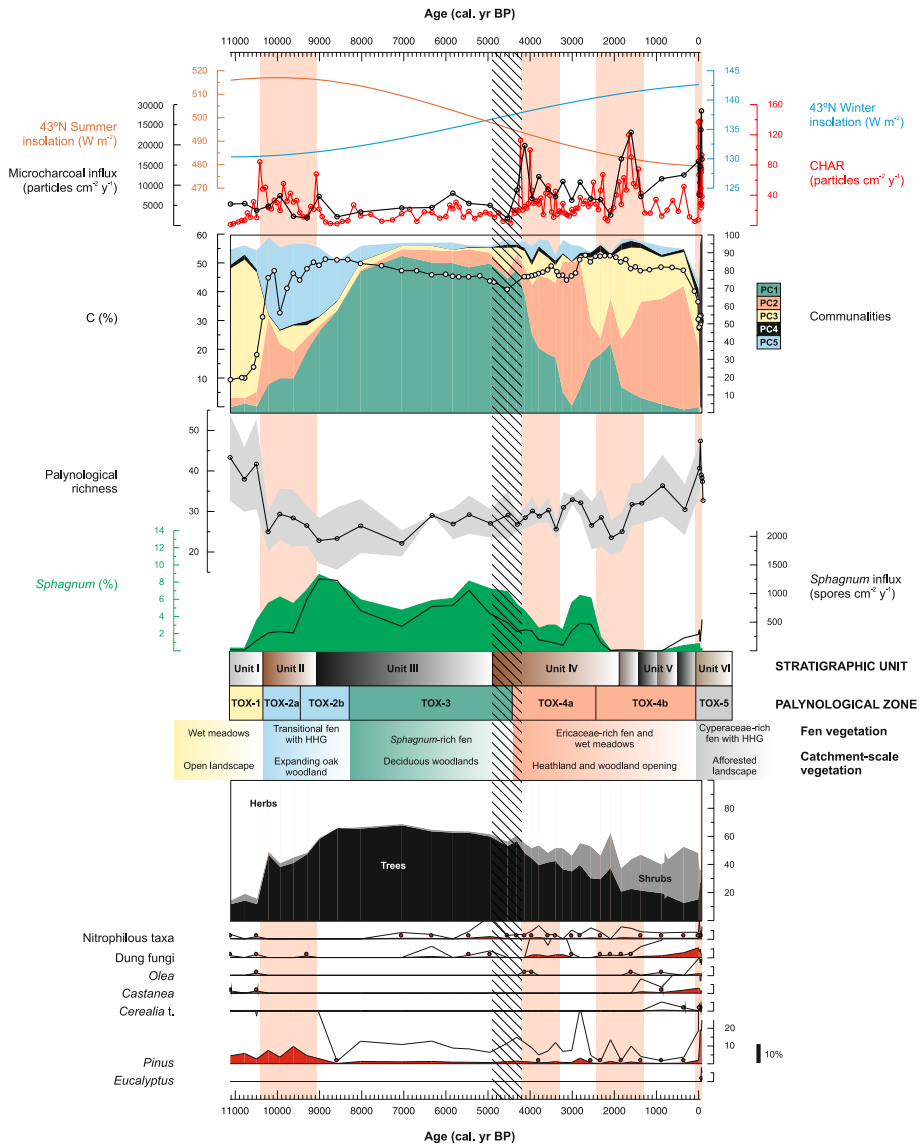 Age (cal. yr BP)
11000 10000 9000 8000 7000 6000 5000 4000 3000 2000 1000 0
520
510
500
490
480
470
145
140
135
130
125
30000
25000
20000
15000
10000
5000
160
120
80
40
43ºN Summer
insolation (W m-2)
Microcharcoal influx
(particles cm-2 y-1)
43ºN Winter
insolation (W m-2)
CHAR
(particles cm-2 y-1)
60
50
40
30
20
10
100
90
80
70
60
50
40
30
20
10
0
C (%)
PC1
PC2
PC3
PC4
PC5
Communalities
50
40
30
20
Palynological
richness
14
12
10
8
6
4
2
Sphagnum (%)
2000
1500
1000
500
Sphagnum influx
(spores cm-2 y-1)
Unit I Unit II Unit III Unit IV Unit V Unit VI STRATIGRAPHIC UNIT
TOX-1 TOX-2a TOX-2b TOX-3 TOX-4a TOX-4b TOX-5 PALYNOLOGICAL ZONE
Wet meadows
Transitional fen
with HHG
Sphagnum-rich fen
Ericaceae-rich fen and
wet meadows
Cyperaceae-rich
fen with HHG
Fen vegetation
Open landscape
Expanding oak
woodland
Deciduous woodlands
Heathland and woodland opening
Afforested
landscape
Catchment-scale
vegetation
Herbs
Trees
Shrubs
80
60
40
20
Nitrophilous taxa
Dung fungi
Olea
Castanea
Cerealia t.
Pinus
Eucalyptus
20
10
10%
11000 10000 9000 8000 7000 6000 5000 4000 3000 2000 1000 0
Age (cal. yr BP)